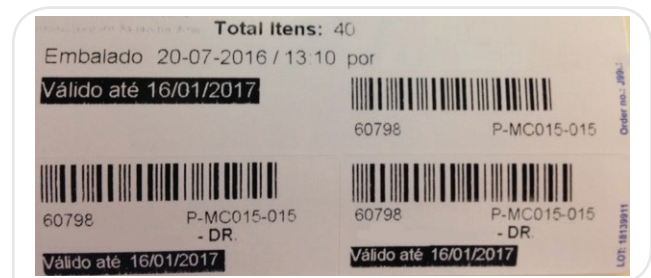 Total Itens: 40
Embalado 20-07-2016 / 13:10 por
Válido até 16/01/2017
60798 P-MC015-015
60798 P-MC015-015
- DR.
Válido até 16/01/2017
60798 P-MC015-015
- DR.
Válido até 16/01/2017
Order no.: J99
LOT: 18139911